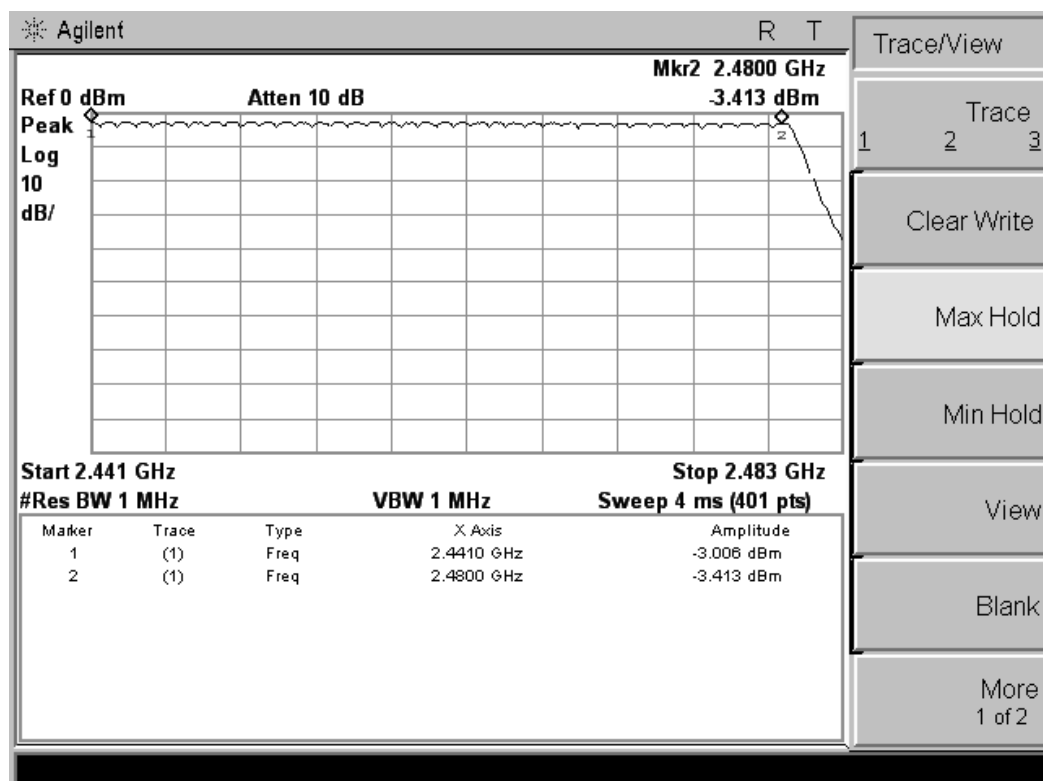 Agilent R T
Mkr2 2.4800 GHz
Ref 0 dBm Atten 10 dB -3.413 dBm
Peak
Log
10
dB/
1
2
Start 2.441 GHz Stop 2.483 GHz
#Res BW 1 MHz VBW 1 MHz Sweep 4 ms (401 pts)
Marker Trace Type X Axis Amplitude
1 (1) Freq 2.4410 GHz -3.006 dBm
2 (1) Freq 2.4800 GHz -3.413 dBm
Trace/View
Trace
1 2 3
Clear Write
Max Hold
Min Hold
View
Blank
More
1 of 2